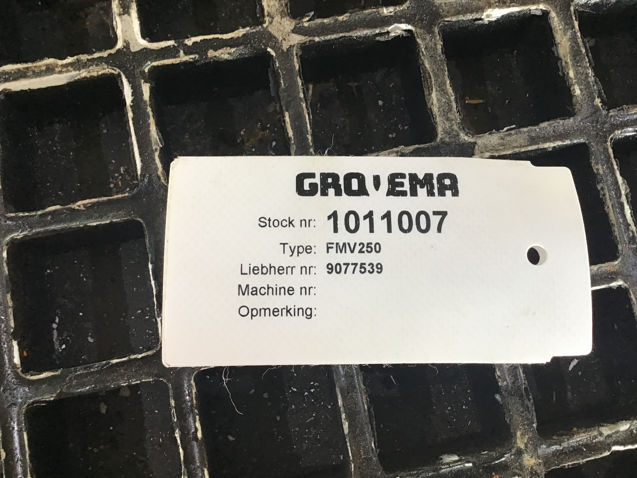 GRO'EMA
Stock nr: 1011007
Type: FMV250
Liebherr nr: 9077539
Machine nr:
Opmerking: